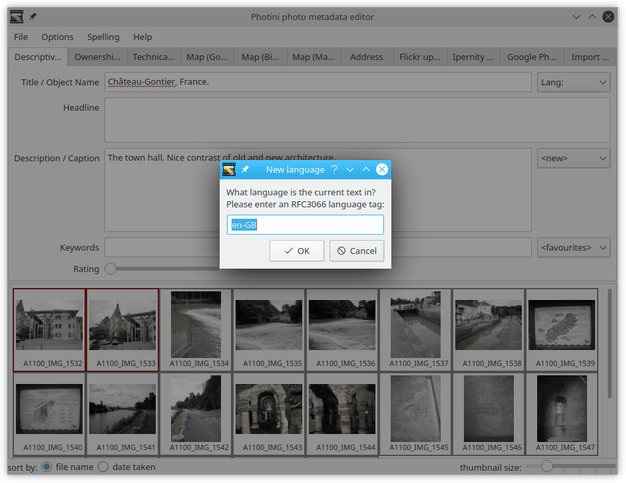 Photini photo metadata editor
File Options Spelling Help
Descriptiv... Ownershi... Technica... Map (Go... Map (Bi... Map (Ma... Address Flickr up... Ipernity ... Google Ph... Import ...
Title / Object Name Château-Gontier, France. Lang:
Headline
Description / Caption The town hall. Nice contrast of old and new architecture. <new>
New language
What language is the current text in?
Please enter an RFC3066 language tag:
en-GB
OK Cancel
Keywords <favourites>
Rating
A1100_IMG_1532 A1100_IMG_1533 A1100_IMG_1534 A1100_IMG_1535 A1100_IMG_1536 A1100_IMG_1537 A1100_IMG_1538 A1100_IMG_1539
A1100_IMG_1540 A1100_IMG_1541 A1100_IMG_1542 A1100_IMG_1543 A1100_IMG_1544 A1100_IMG_1545 A1100_IMG_1546 A1100_IMG_1547
sort by: file name date taken thumbnail size: